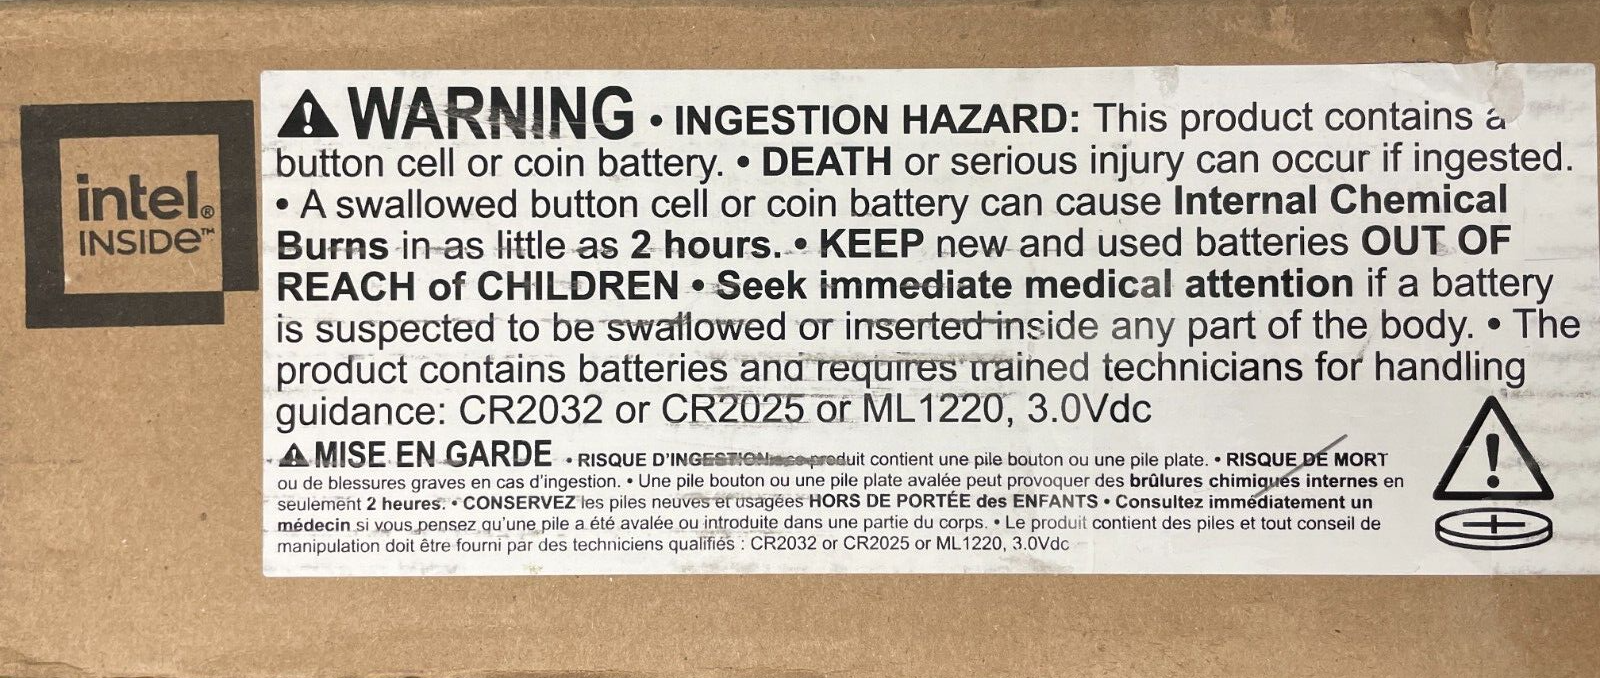 intel®
INSIDe™
WARNING • INGESTION HAZARD: This product contains a
button cell or coin battery. • DEATH or serious injury can occur if ingested.
• A swallowed button cell or coin battery can cause Internal Chemical
Burns in as little as 2 hours. • KEEP new and used batteries OUT OF
REACH of CHILDREN • Seek immediate medical attention if a battery
is suspected to be swallowed or inserted inside any part of the body. • The
product contains batteries and requires trained technicians for handling
guidance: CR2032 or CR2025 or ML1220, 3.0Vdc
MISE EN GARDE • RISQUE D'INGESTION: ce produit contient une pile bouton ou une pile plate. • RISQUE DE MORT
ou de blessures graves en cas d'ingestion. • Une pile bouton ou une pile plate avalée peut provoquer des brûlures chimiques internes en
seulement 2 heures. • CONSERVEZ les piles neuves et usagées HORS DE PORTÉE des ENFANTS • Consultez immédiatement un
médecin si vous pensez qu'une pile a été avalée ou introduite dans une partie du corps. • Le produit contient des piles et tout conseil de
manipulation doit être fourni par des techniciens qualifiés : CR2032 or CR2025 or ML1220, 3.0Vdc